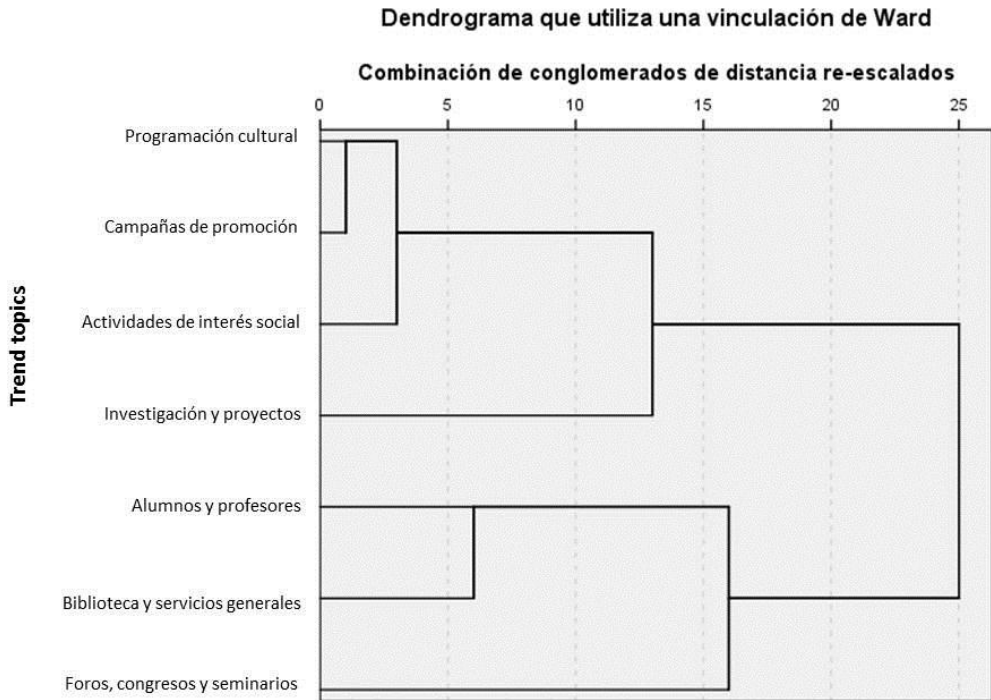 Dendrograma que utiliza una vinculación de Ward
Combinación de conglomerados de distancia re-escalados
0 5 10 15 20 25
Trend topics
Programación cultural
Campañas de promoción
Actividades de interés social
Investigación y proyectos
Alumnos y profesores
Biblioteca y servicios generales
Foros, congresos y seminarios